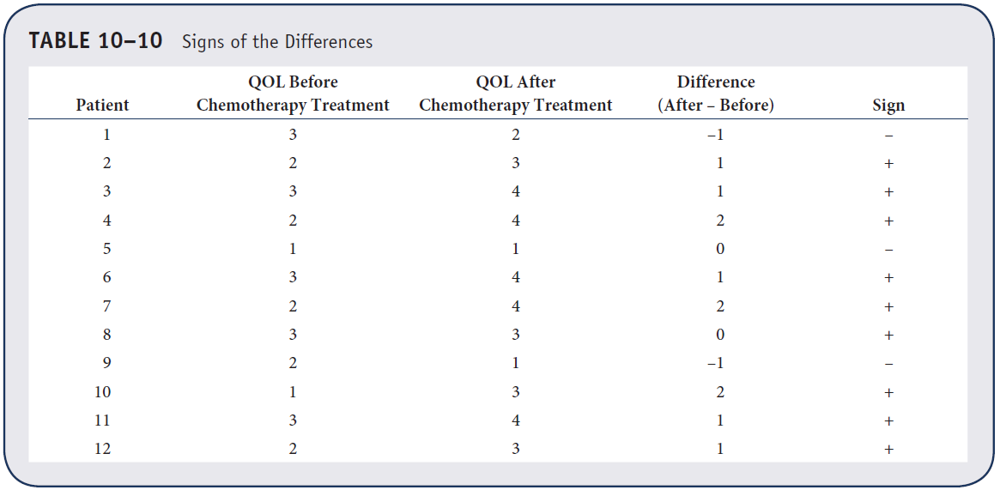 TABLE 10–10 Signs of the Differences
QOL Before QOL After Difference
Patient Chemotherapy Treatment Chemotherapy Treatment (After – Before) Sign
1 3 2 –1 –
2 2 3 1 +
3 3 4 1 +
4 2 4 2 +
5 1 1 0 –
6 3 4 1 +
7 2 4 2 +
8 3 3 0 +
9 2 1 –1 –
10 1 3 2 +
11 3 4 1 +
12 2 3 1 +